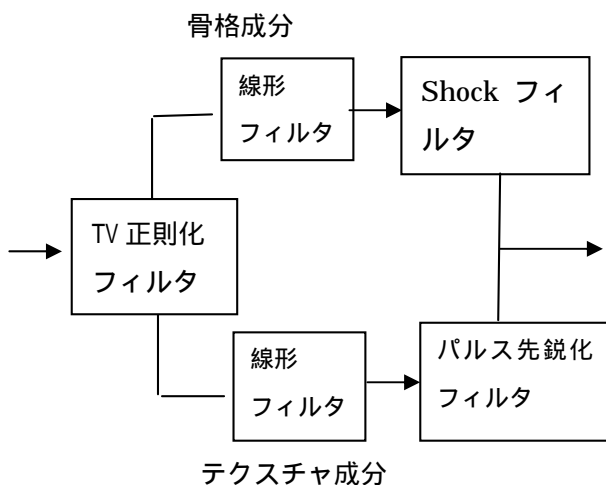 骨格成分
線形
フィルタ
Shock フィ
ルタ
TV 正則化
フィルタ
線形
フィルタ
パルス先鋭化
フィルタ
テクスチャ成分